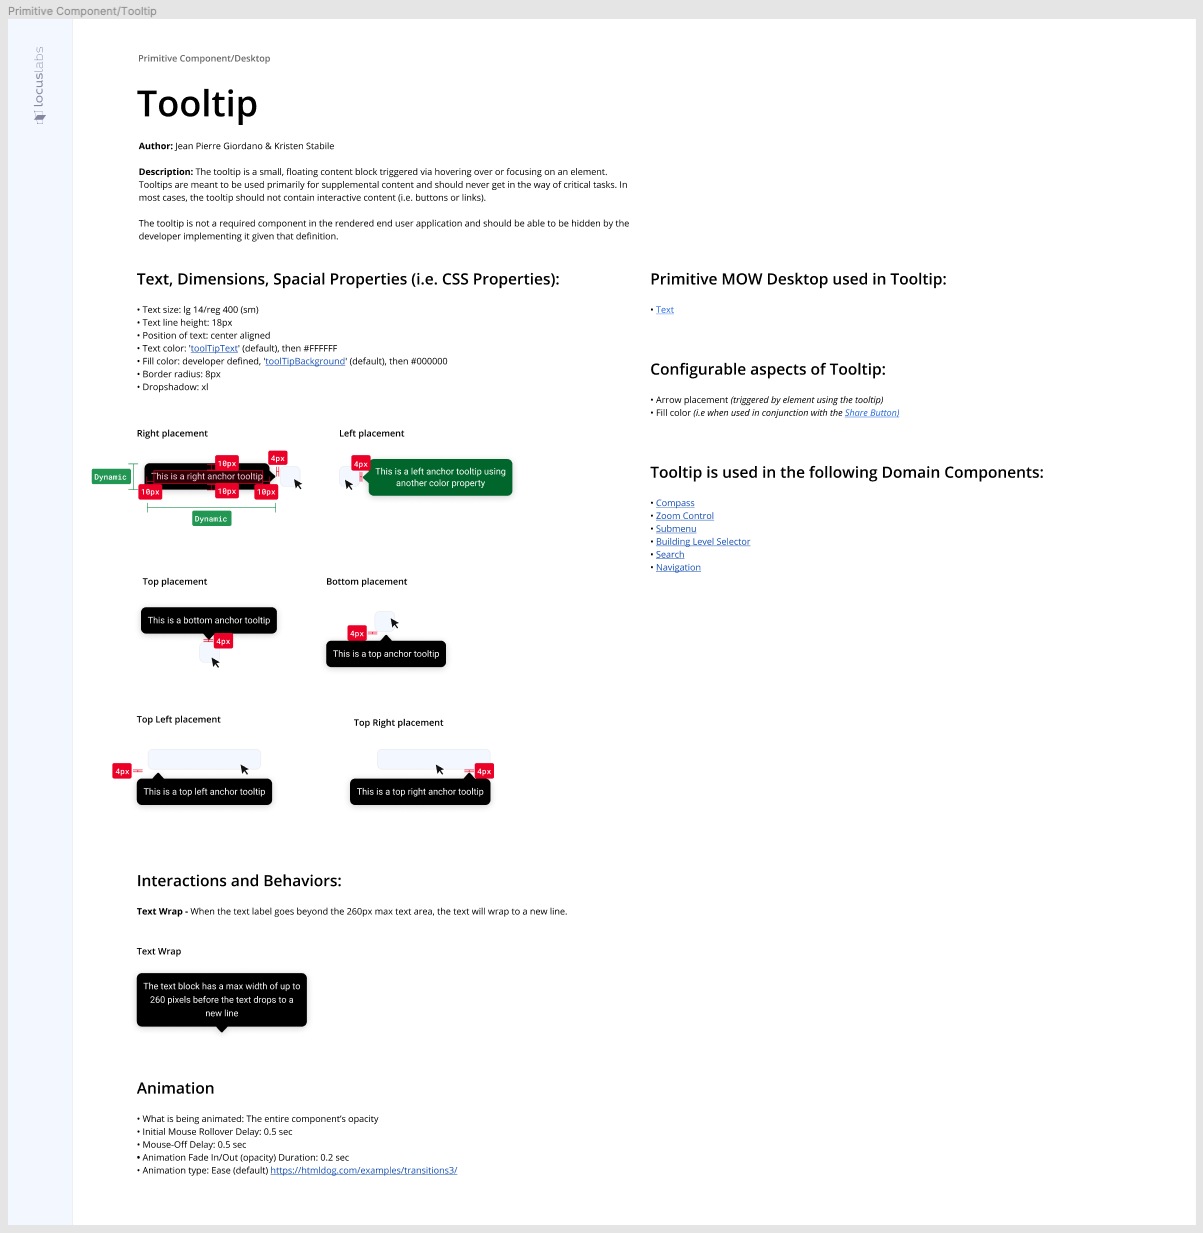 Primitive Component/Tooltip
locuslabs
Primitive Component/Desktop
Tooltip
Author: Jean Pierre Giordano & Kristen Stabile
Description: The tooltip is a small, floating content block triggered via hovering over or focusing on an element.
Tooltips are meant to be used primarily for supplemental content and should never get in the way of critical tasks. In
most cases, the tooltip should not contain interactive content (i.e. buttons or links).
The tooltip is not a required component in the rendered end user application and should be able to be hidden by the
developer implementing it given that definition.
Text, Dimensions, Spacial Properties (i.e. CSS Properties):
• Text size: lg 14/reg 400 (sm)
• Text line height: 18px
• Position of text: center aligned
• Text color: 'toolTipText' (default), then #FFFFFF
• Fill color: developer defined, 'toolTipBackground' (default), then #000000
• Border radius: 8px
• Dropshadow: xl
Right placement
Dynamic
10px
4px
This is a right anchor tooltip
10px
10px
10px
Dynamic
Left placement
4px
This is a left anchor tooltip using
another color property
Top placement
This is a bottom anchor tooltip
4px
Bottom placement
4px
This is a top anchor tooltip
Top Left placement
4px
This is a top left anchor tooltip
Top Right placement
4px
This is a top right anchor tooltip
Interactions and Behaviors:
Text Wrap - When the text label goes beyond the 260px max text area, the text will wrap to a new line.
Text Wrap
The text block has a max width of up to
260 pixels before the text drops to a
new line
Animation
• What is being animated: The entire component's opacity
• Initial Mouse Rollover Delay: 0.5 sec
• Mouse-Off Delay: 0.5 sec
• Animation Fade In/Out (opacity) Duration: 0.2 sec
• Animation type: Ease (default) https://htmldog.com/examples/transitions3/
Primitive MOW Desktop used in Tooltip:
• Text
Configurable aspects of Tooltip:
• Arrow placement (triggered by element using the tooltip)
• Fill color (i.e when used in conjunction with the Share Button)
Tooltip is used in the following Domain Components:
• Compass
• Zoom Control
• Submenu
• Building Level Selector
• Search
• Navigation